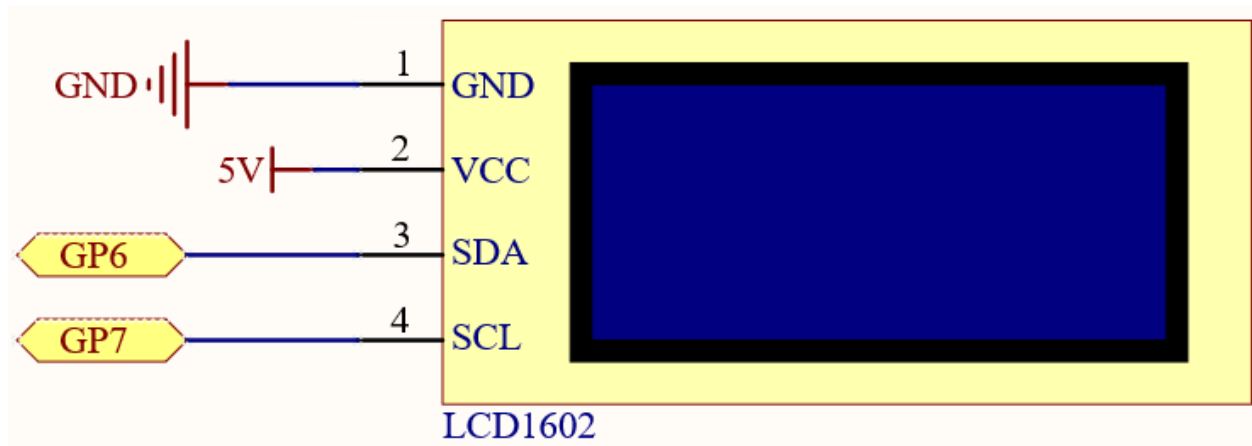 GND 1 GND
5V 2 VCC
GP6 3 SDA
GP7 4 SCL
LCD1602